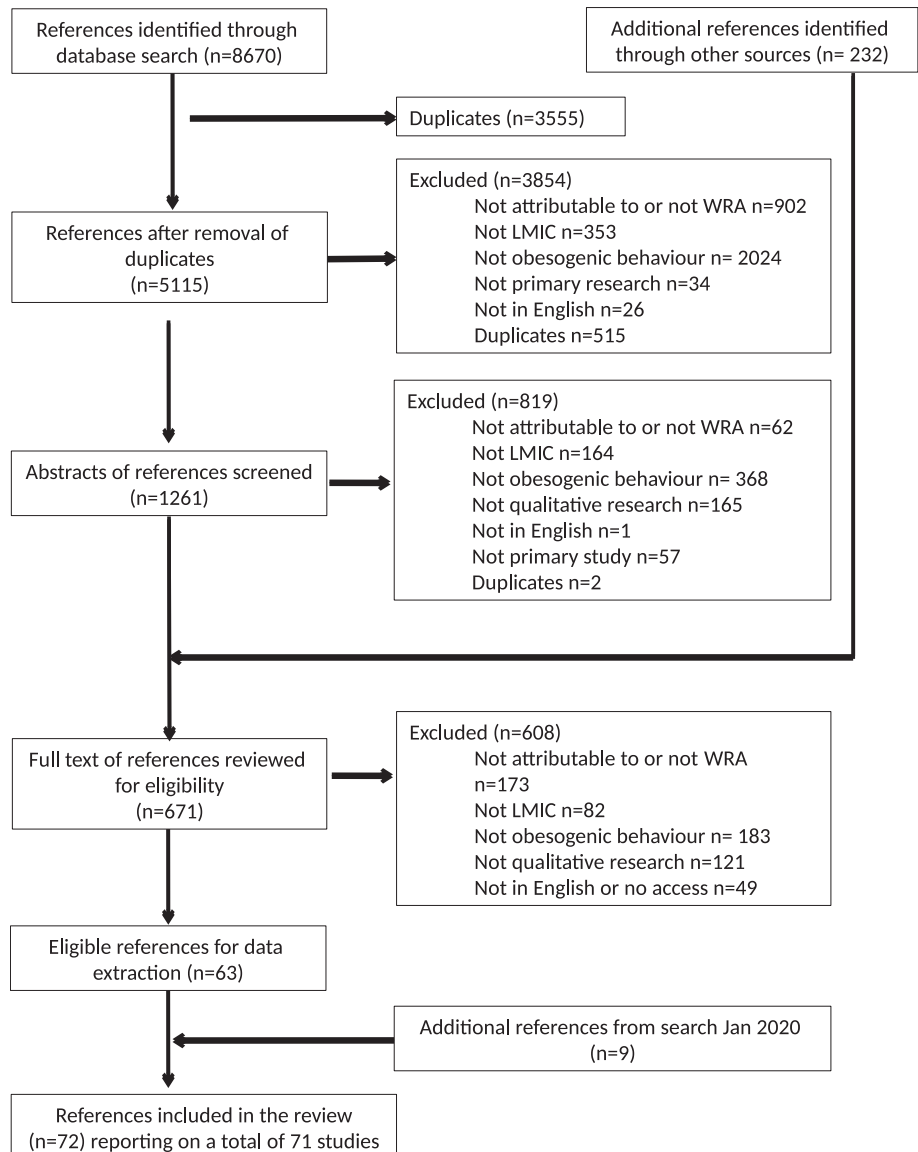 References identified through
database search (n=8670)
Additional references identified
through other sources (n= 232)
Duplicates (n=3555)
References after removal of
duplicates
(n=5115)
Excluded (n=3854)
Not attributable to or not WRA n=902
Not LMIC n=353
Not obesogenic behaviour n= 2024
Not primary research n=34
Not in English n=26
Duplicates n=515
Abstracts of references screened
(n=1261)
Excluded (n=819)
Not attributable to or not WRA n=62
Not LMIC n=164
Not obesogenic behaviour n= 368
Not qualitative research n=165
Not in English n=1
Not primary study n=57
Duplicates n=2
Full text of references reviewed
for eligibility
(n=671)
Excluded (n=608)
Not attributable to or not WRA
n=173
Not LMIC n=82
Not obesogenic behaviour n= 183
Not qualitative research n=121
Not in English or no access n=49
Eligible references for data
extraction (n=63)
Additional references from search Jan 2020
(n=9)
References included in the review
(n=72) reporting on a total of 71 studies